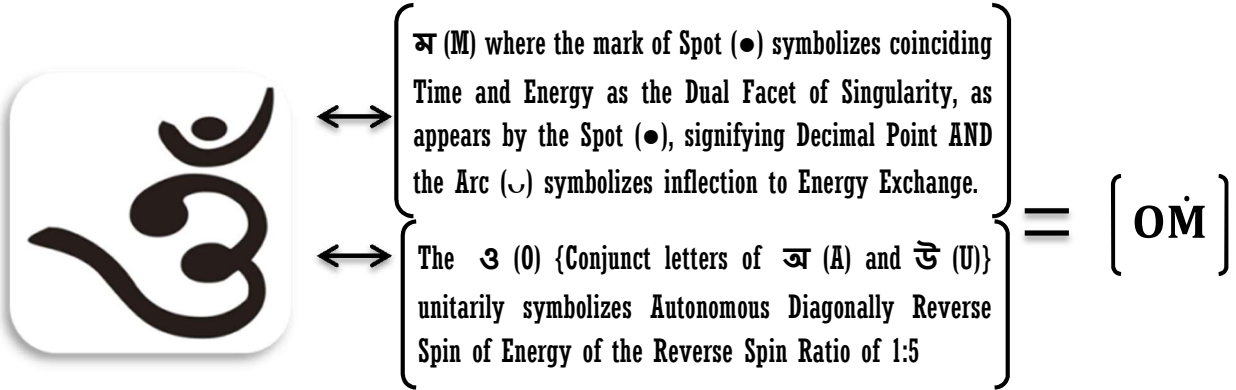 ঁও
ম (M) where the mark of Spot (●) symbolizes coinciding
Time and Energy as the Dual Facet of Singularity, as
appears by the Spot (●), signifying Decimal Point AND
the Arc (◡) symbolizes inflection to Energy Exchange.
The ও (O) {Conjunct letters of অ (A) and উ (U)}
unitarily symbolizes Autonomous Diagonally Reverse
Spin of Energy of the Reverse Spin Ratio of 1:5
= [OṀ]